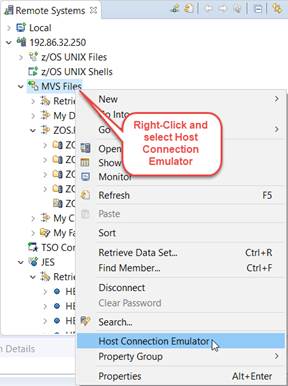 Remote Systems
Local
192.86.32.250
z/OS UNIX Files
z/OS UNIX Shells
MVS Files
Retrie
My D
ZOS.
ZO
ZO
ZO
ZO
My C
My Fa
TSO Com
JES
Retrie
HE
HE
HE
n Details
New
Go Into
Go
Open
Show
Monitor
Refresh F5
Paste
Sort
Retrieve Data Set... Ctrl+R
Find Member... Ctrl+F
Disconnect
Clear Password
Search...
Host Connection Emulator
Property Group
Properties Alt+Enter
Right-Click and
select Host
Connection
Emulator